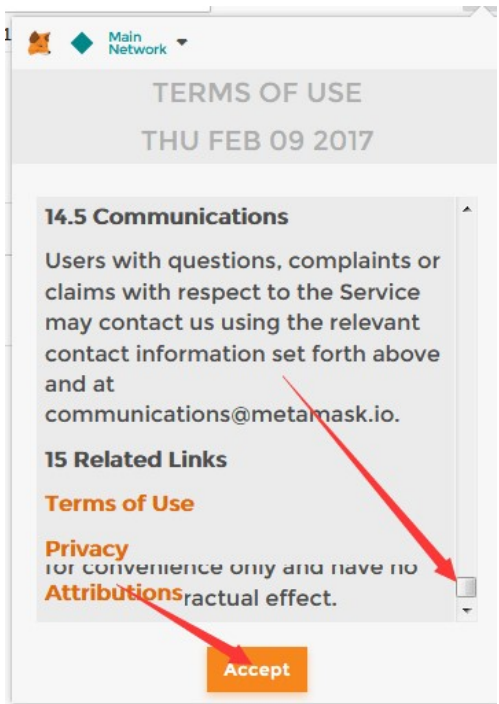 Main
Network
TERMS OF USE
THU FEB 09 2017
14.5 Communications
Users with questions, complaints or
claims with respect to the Service
may contact us using the relevant
contact information set forth above
and at
communications@metamask.io.
15 Related Links
Terms of Use
Privacy
for convenience only and have no
Attributions ractual effect.
Accept